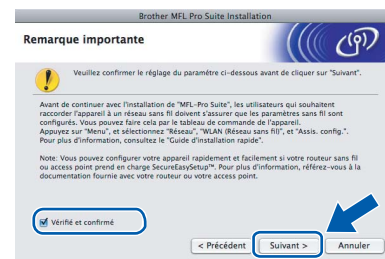 Brother MFL Pro Suite Installation
Remarque importante
Veuillez confirmer le réglage du paramètre ci-dessous avant de cliquer sur "Suivant".
Avant de continuer avec l'installation de "MFL-Pro Suite", les utilisateurs qui souhaitent
raccorder l'appareil à un réseau sans fil doivent s'assurer que les paramètres sans fil sont
configurés. Vous pouvez faire cela par le tableau de commande de l'appareil.
Appuyez sur "Menu", et sélectionnez "Réseau", "WLAN (Réseau sans fil)", et "Assis. config.".
Pour plus d'information, consultez le "Guide d'installation rapide".
Note: Vous pouvez configurer votre appareil rapidement et facilement si votre routeur sans fil
ou access point prend en charge SecureEasySetup™. Pour plus d'information, référez-vous à la
documentation fournie avec votre routeur ou votre access point.
Vérifié et confirmé
< Précédent
Suivant >
Annuler